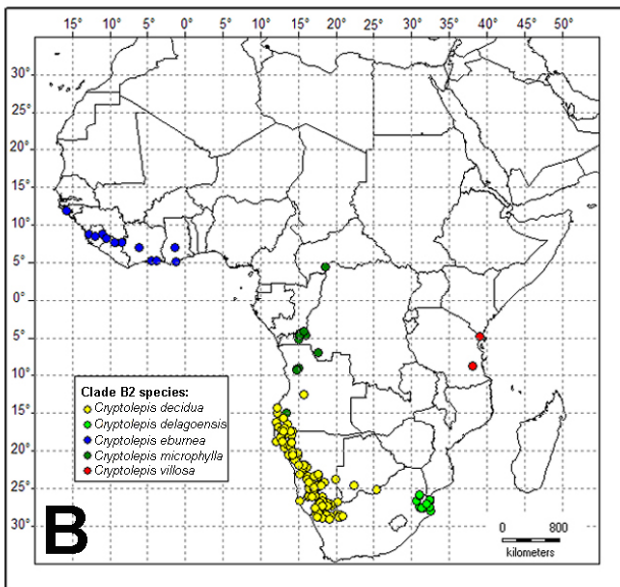 15° 10° 5° 0° 5° 10° 15° 20° 25° 30° 35° 40° 45° 50°
30°
25°
20°
15°
10°
5°
0°
5°
10°
15°
20°
25°
30°
Clade B2 species:
Cryptolepis decidua
Cryptolepis delagoensis
Cryptolepis eburnea
Cryptolepis microphylla
Cryptolepis villosa
B
0 800
kilometers